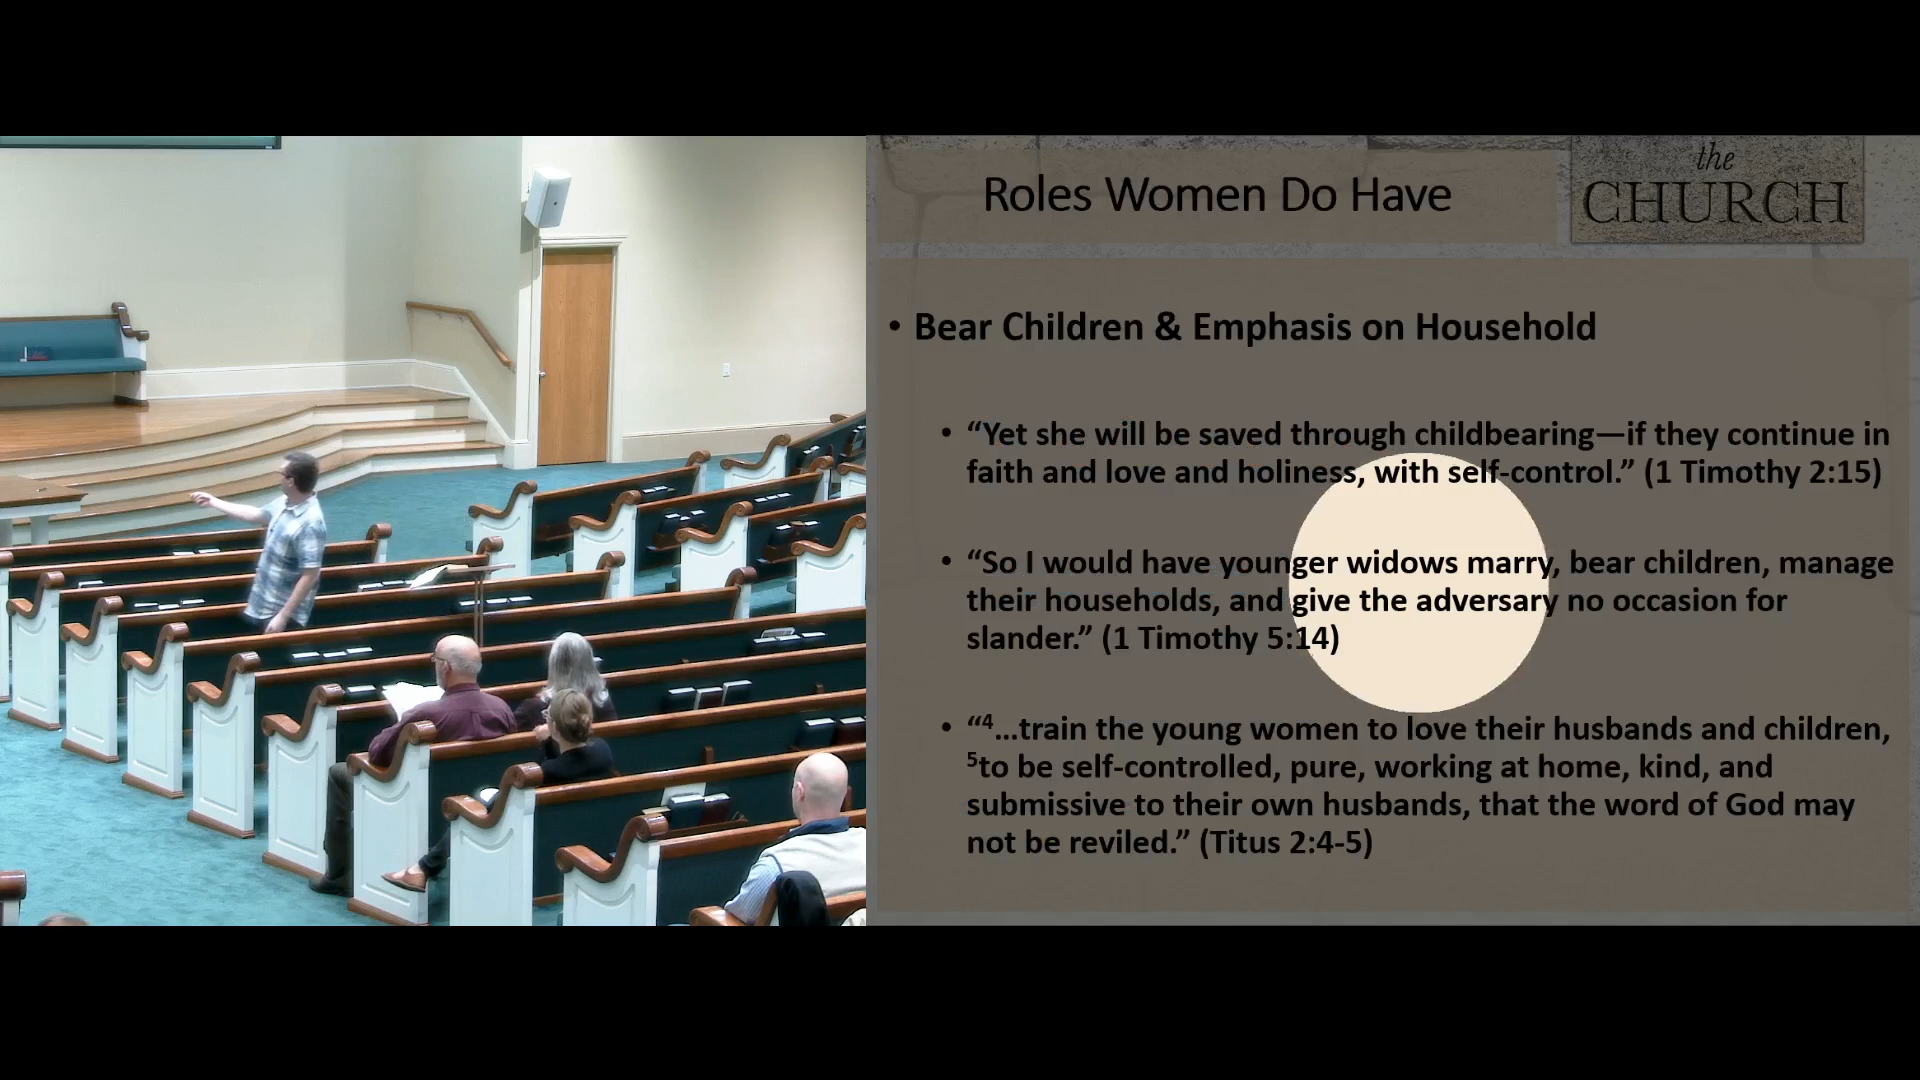 the
CHURCH
Roles Women Do Have
• Bear Children & Emphasis on Household
• “Yet she will be saved through childbearing—if they continue in
faith and love and holiness, with self-control.” (1 Timothy 2:15)
• “So I would have younger widows marry, bear children, manage
their households, and give the adversary no occasion for
slander.” (1 Timothy 5:14)
• “⁴…train the young women to love their husbands and children,
⁵to be self-controlled, pure, working at home, kind, and
submissive to their own husbands, that the word of God may
not be reviled.” (Titus 2:4-5)